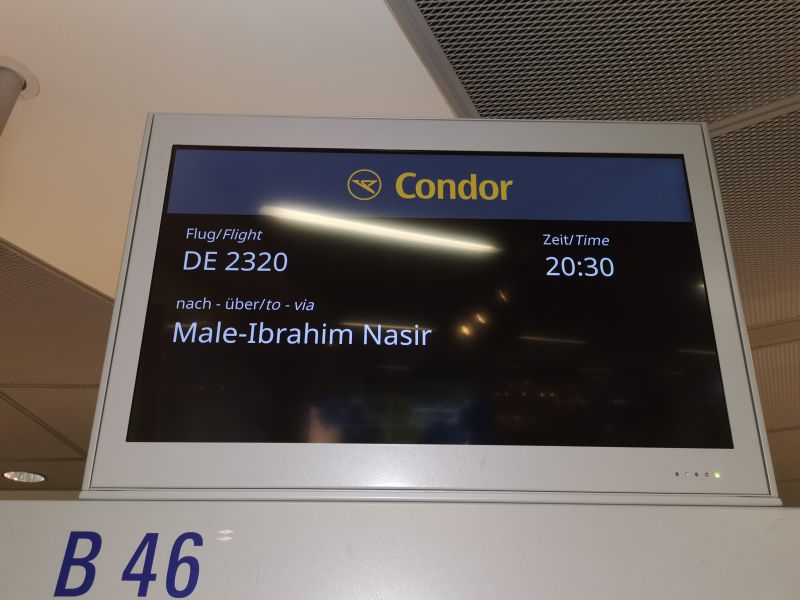 Condor
Flug/Flight
Zeit/Time
DE 2320
20:30
nach - über/to - via
Male-Ibrahim Nasir
B 46